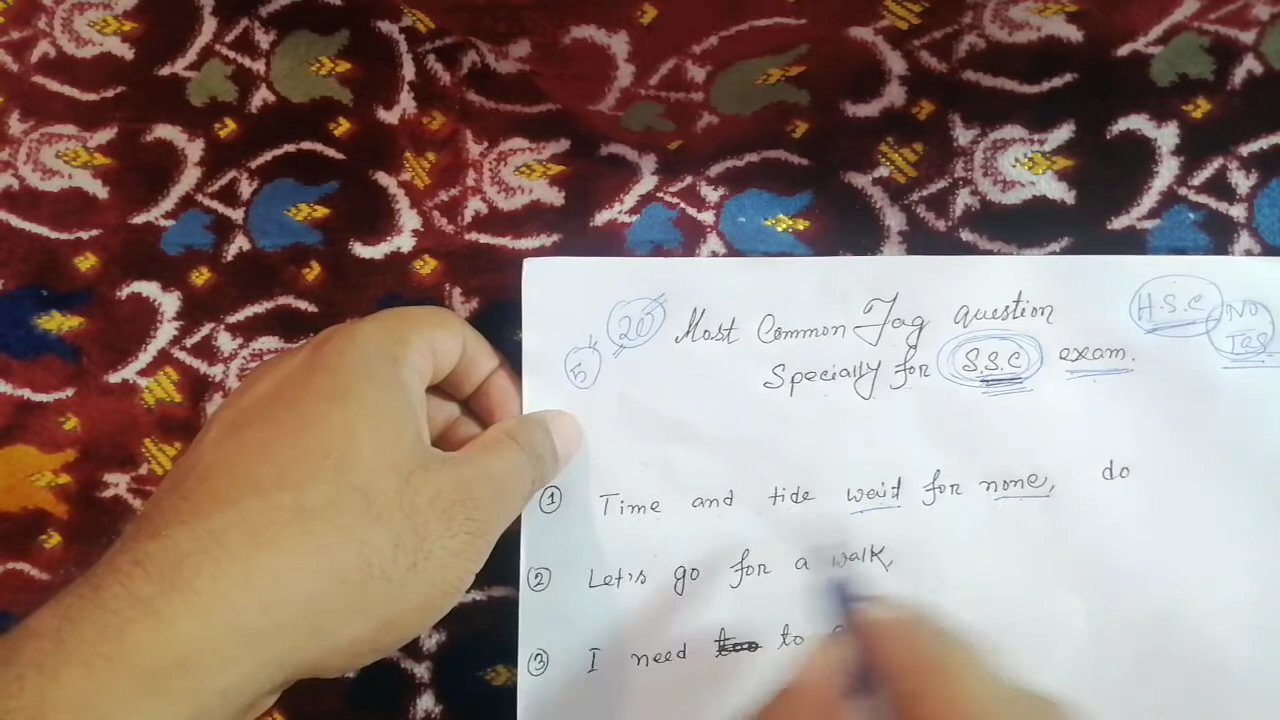 20 Most Common Tag question
5 Specially for S.S.C exam.
H.S.C
NO
① Time and tide wait for none, do
② Let's go for a walk,
③ I need to